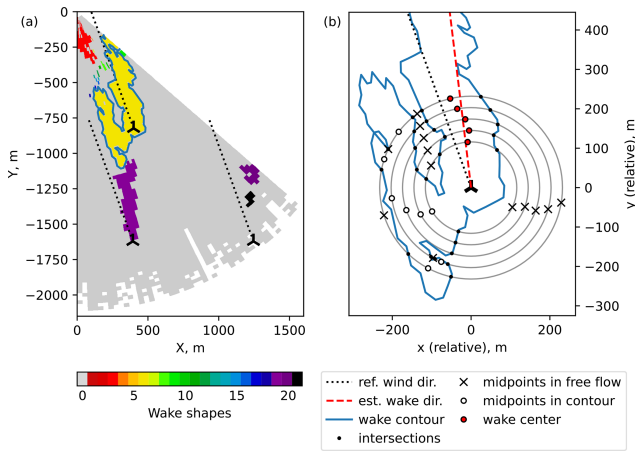 (a)
0
−250
−500
−750
−1000
−1250
−1500
−1750
−2000
Y, m
0
500
1000
1500
X, m
0
5
10
15
20
Wake shapes
(b)
400
300
200
100
0
−100
−200
−300
y (relative), m
−200
0
200
x (relative), m
ref. wind dir.
est. wake dir.
wake contour
intersections
midpoints in free flow
midpoints in contour
wake center